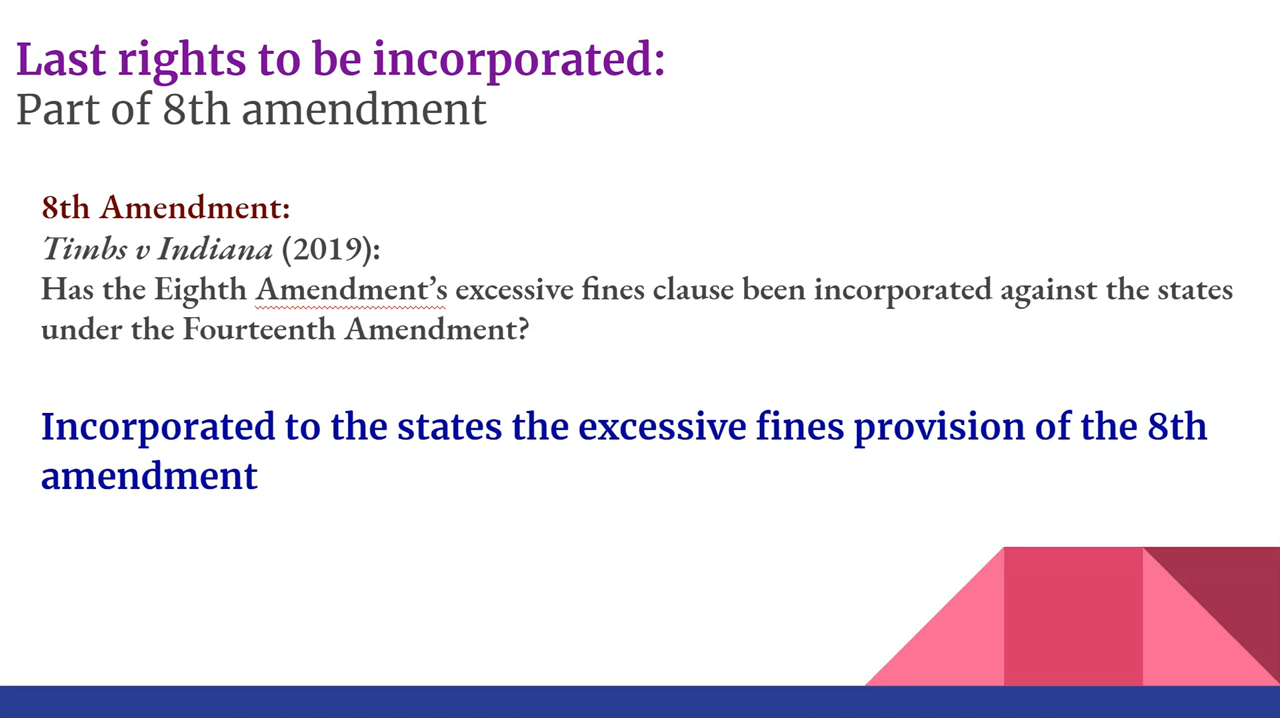 Last rights to be incorporated:
Part of 8th amendment
8th Amendment:
Timbs v Indiana (2019):
Has the Eighth Amendment’s excessive fines clause been incorporated against the states
under the Fourteenth Amendment?
Incorporated to the states the excessive fines provision of the 8th
amendment